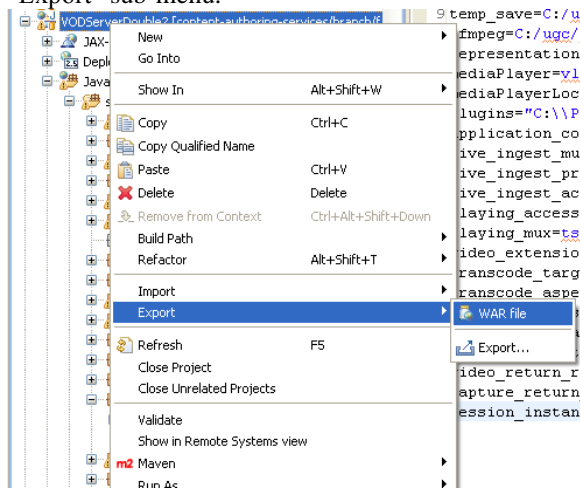 "Export" sub-menu.
VODServerDouble2 [content-authoring-services/branch/f
JAX-
Depl
Java
s
New
Go Into
Show In Alt+Shift+W
Copy Ctrl+C
Copy Qualified Name
Paste Ctrl+V
Delete Delete
Remove from Context Ctrl+Alt+Shift+Down
Build Path
Refactor Alt+Shift+T
Import
Export
Refresh F5
Close Project
Close Unrelated Projects
Validate
Show in Remote Systems view
m2 Maven
Run As
WAR file
Export...
9 temp_save=C:/u
fmpeg=C:/ugc/
epresentation
ediaPlayer=vl
ediaPlayerLoc
lugins="C:\\P
pplication_co
ive_ingest_mu
ive_ingest_pr
ive_ingest_ac
laying_access
laying_mux=ts
ideo_extensio
ranscode_targ
ranscode_aspe
ideo_return_r
apture_return
ession_instan